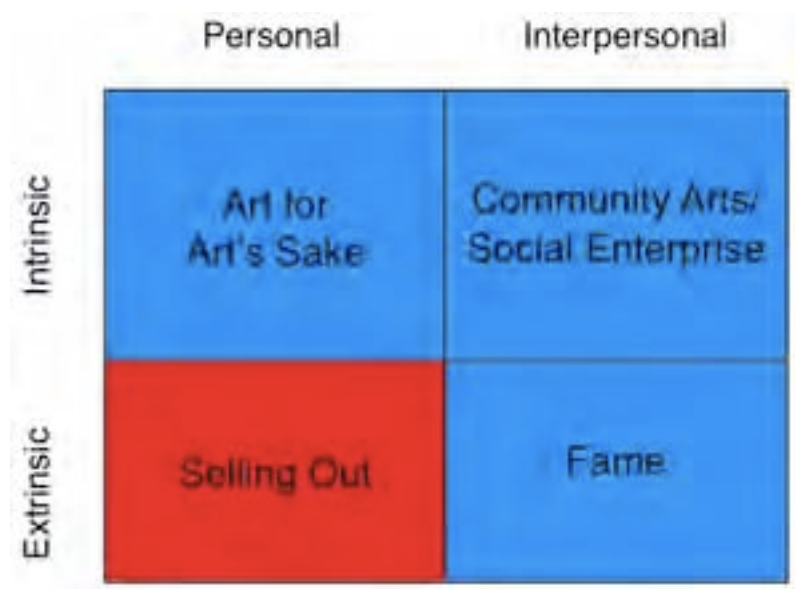 Personal
Interpersonal
Intrinsic
Art for
Art's Sake
Community Arts/
Social Enterprise
Extrinsic
Selling Out
Fame